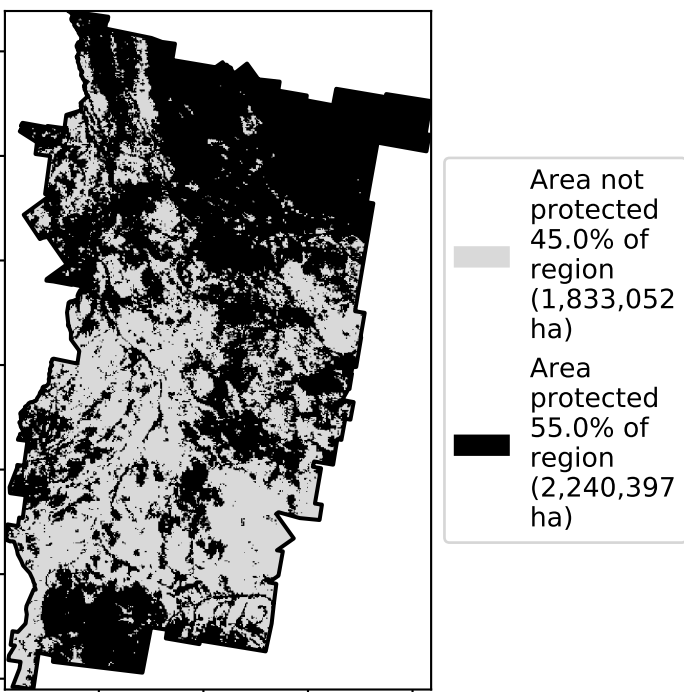 Area not
protected
45.0% of
region
(1,833,052
ha)
Area
protected
55.0% of
region
(2,240,397
ha)